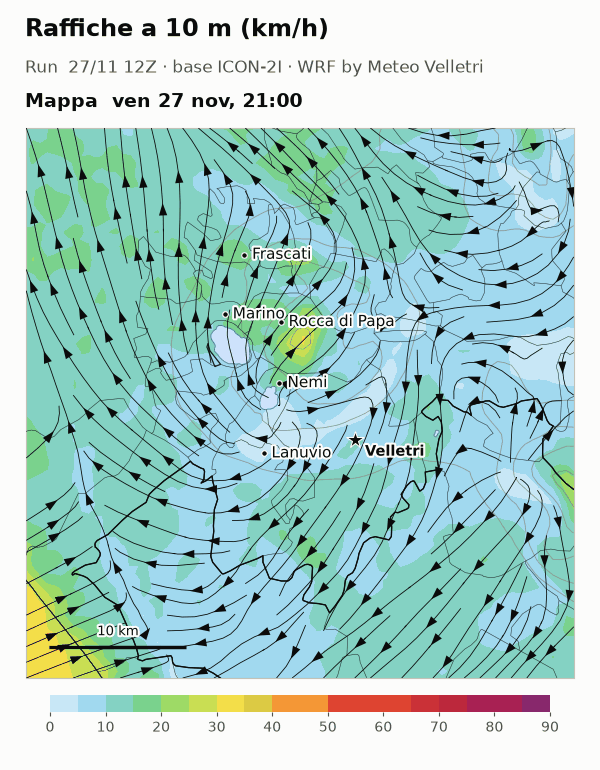 Raffiche a 10 m (km/h)
Run  27/11 12Z · base ICON-2I · WRF by Meteo Velletri
Mappa  ven 27 nov, 21:00
Frascati
Marino
Rocca di Papa
Nemi
Velletri
Lanuvio
10 km
0 10 20 30 40 50 60 70 80 90